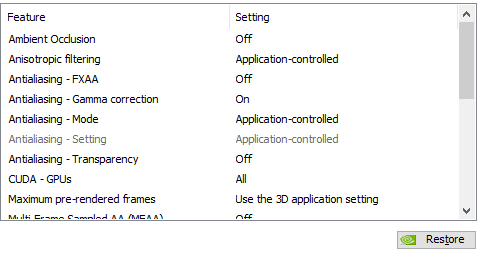 Feature Setting
Ambient Occlusion Off
Anisotropic filtering Application-controlled
Antialiasing - FXAA Off
Antialiasing - Gamma correction On
Antialiasing - Mode Application-controlled
Antialiasing - Setting Application-controlled
Antialiasing - Transparency Off
CUDA - GPUs All
Maximum pre-rendered frames Use the 3D application setting
Multi-Frame Sampled AA (MFAA) Off
Restore